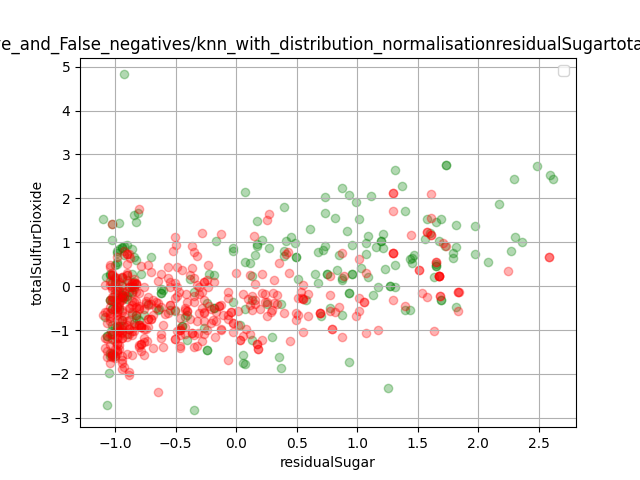 ve_and_False_negatives/knn_with_distribution_normalisationresidualSugartota
5
4
3
2
1
0
−1
−2
−3
totalSulfurDioxide
−1.0 −0.5 0.0 0.5 1.0 1.5 2.0 2.5
residualSugar